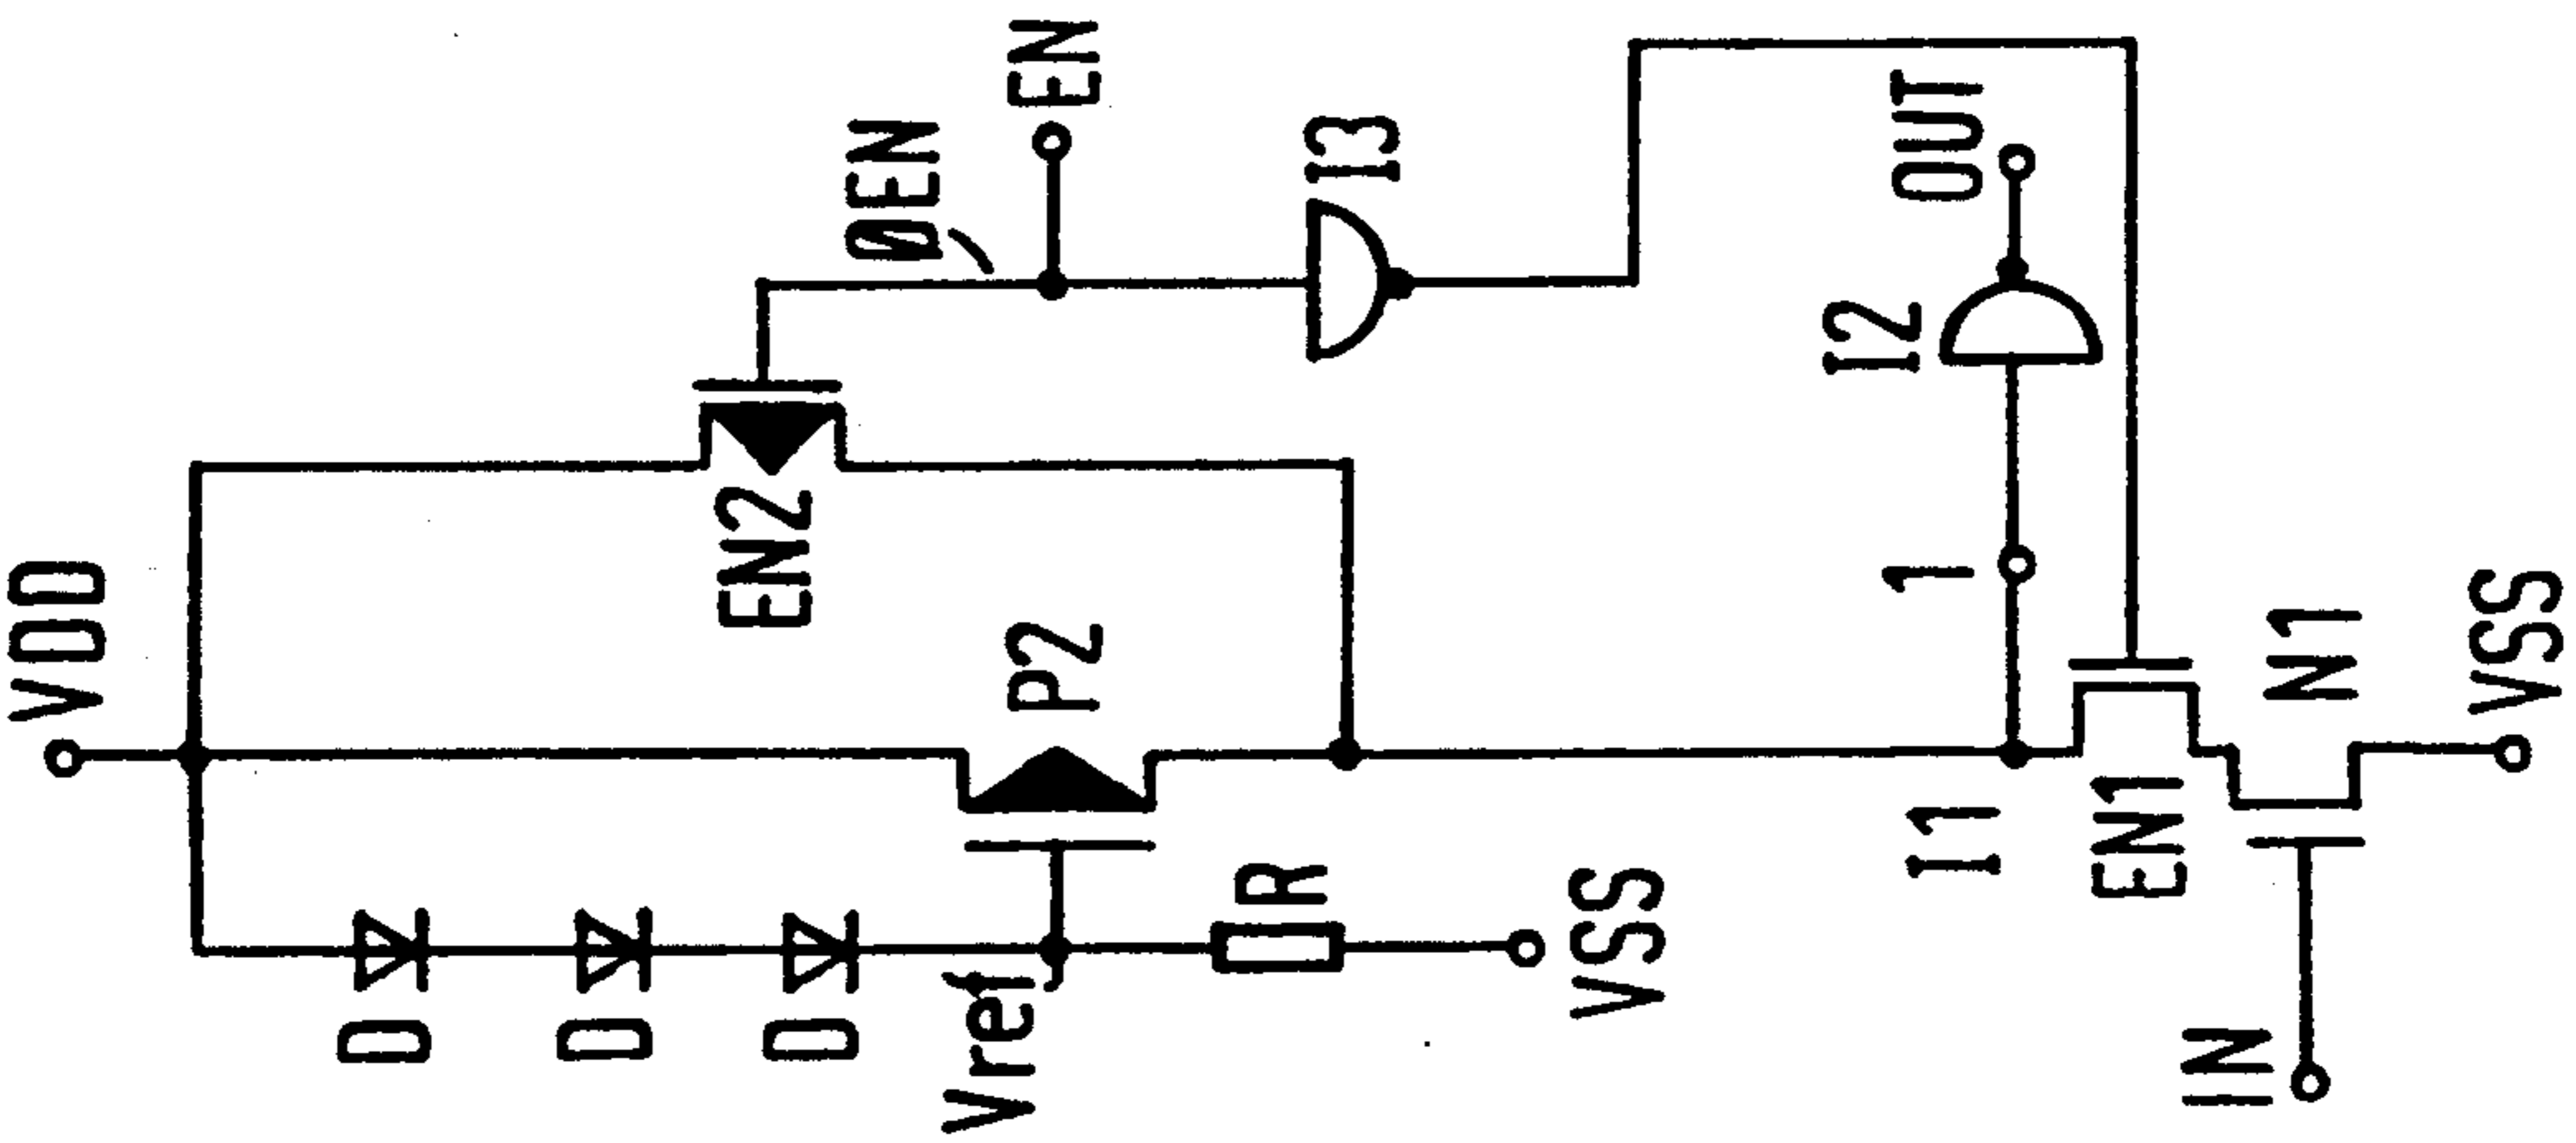 VDD
D
D
EN2
D
ØEN
Vref
P2
EN
R
I3
VSS
I2
1
OUT
I1
EN1
IN
N1
VSS